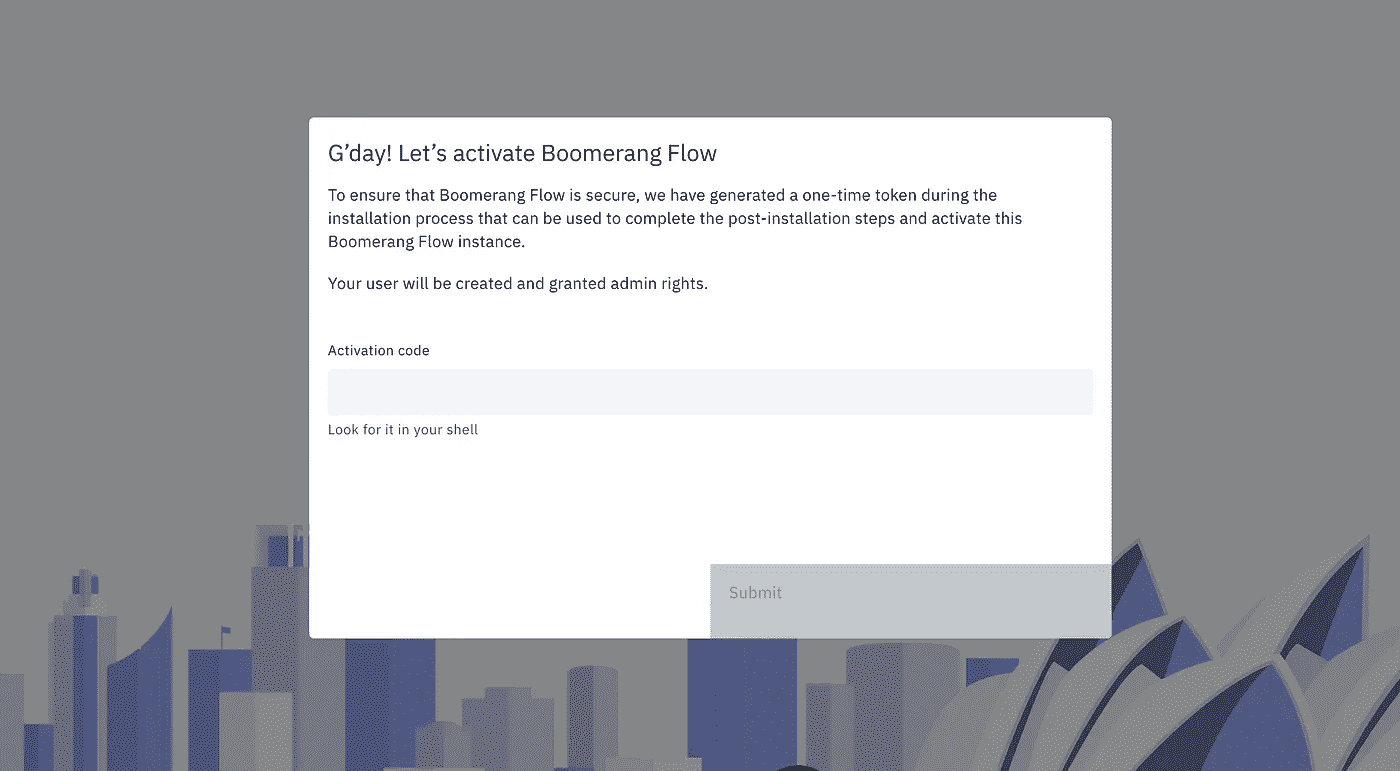 G’day! Let’s activate Boomerang Flow
To ensure that Boomerang Flow is secure, we have generated a one-time token during the
installation process that can be used to complete the post-installation steps and activate this
Boomerang Flow instance.
Your user will be created and granted admin rights.
Activation code
Look for it in your shell
Submit